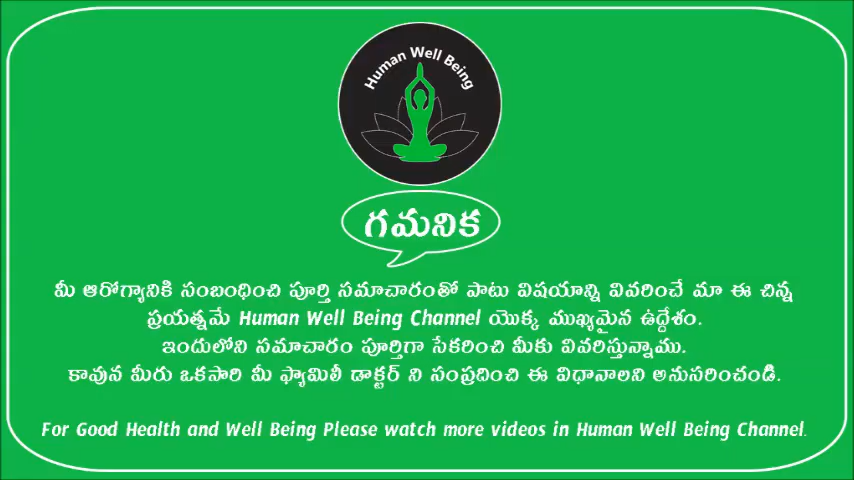 Human Well Being
గమనిక
మీ ఆరోగ్యానికి సంబంధించి పూర్తి సమాచారంతో పాటు విషయాన్ని వివరించే మా ఈ చిన్న
ప్రయత్నమే Human Well Being Channel యొక్క ముఖ్యమైన ఉద్దేశం.
ఇందులోని సమాచారం పూర్తిగా సేకరించి మీకు వివరిస్తున్నాము.
కావున మీరు ఒకసారి మీ ఫ్యామిలీ డాక్టర్ ని సంప్రదించి ఈ విధానాలని అనుసరించండి.
For Good Health and Well Being Please watch more videos in Human Well Being Channel.